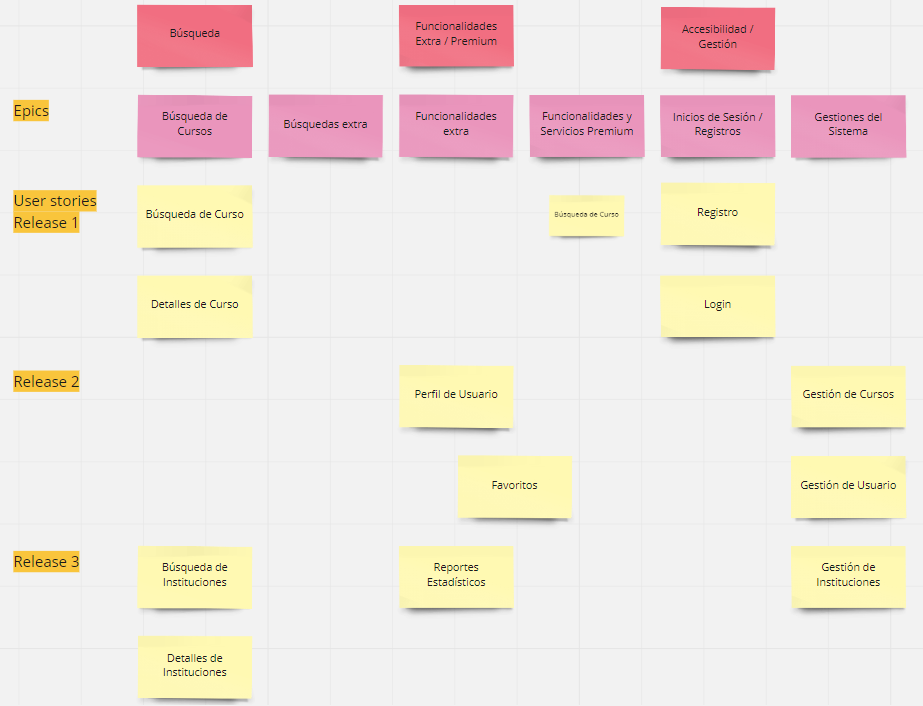 Búsqueda
Funcionalidades
Extra / Premium
Accesibilidad /
Gestión
Epics
Búsqueda de
Cursos
Búsquedas extra
Funcionalidades
extra
Funcionalidades y
Servicios Premium
Inicios de Sesión /
Registros
Gestiones del
Sistema
User stories
Release 1
Búsqueda de Curso
Búsqueda de Curso
Registro
Detalles de Curso
Login
Release 2
Perfil de Usuario
Gestión de Cursos
Favoritos
Gestión de Usuario
Release 3
Búsqueda de
Instituciones
Reportes
Estadísticos
Gestión de
Instituciones
Detalles de
Instituciones